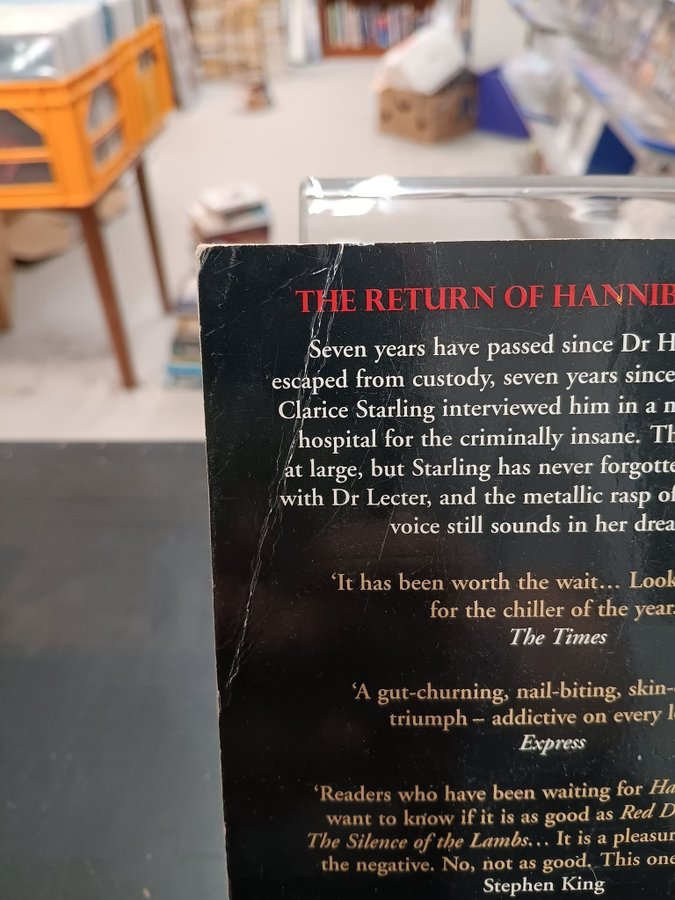 THE RETURN OF HANNIB
Seven years have passed since Dr H
escaped from custody, seven years since
Clarice Starling interviewed him in a m
hospital for the criminally insane. Th
at large, but Starling has never forgotte
with Dr Lecter, and the metallic rasp of
voice still sounds in her drea
‘It has been worth the wait… Look
for the chiller of the year.
The Times
‘A gut-churning, nail-biting, skin-
triumph – addictive on every l
Express
‘Readers who have been waiting for Ha
want to know if it is as good as Red D
The Silence of the Lambs… It is a pleasur
the negative. No, not as good. This one
Stephen King